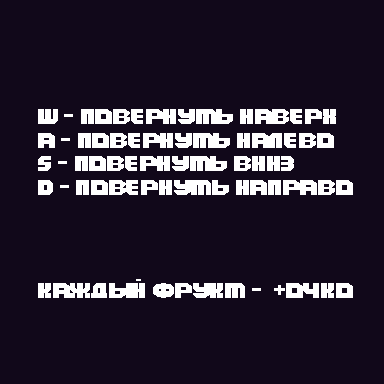 W - ПОВЕРНУТЬ НАВЕРХ
A - ПОВЕРНУТЬ НАЛЕВО
S - ПОВЕРНУТЬ ВНИЗ
D - ПОВЕРНУТЬ НАПРАВО
КАЖДЫЙ ФРУКТ - +ОЧКО